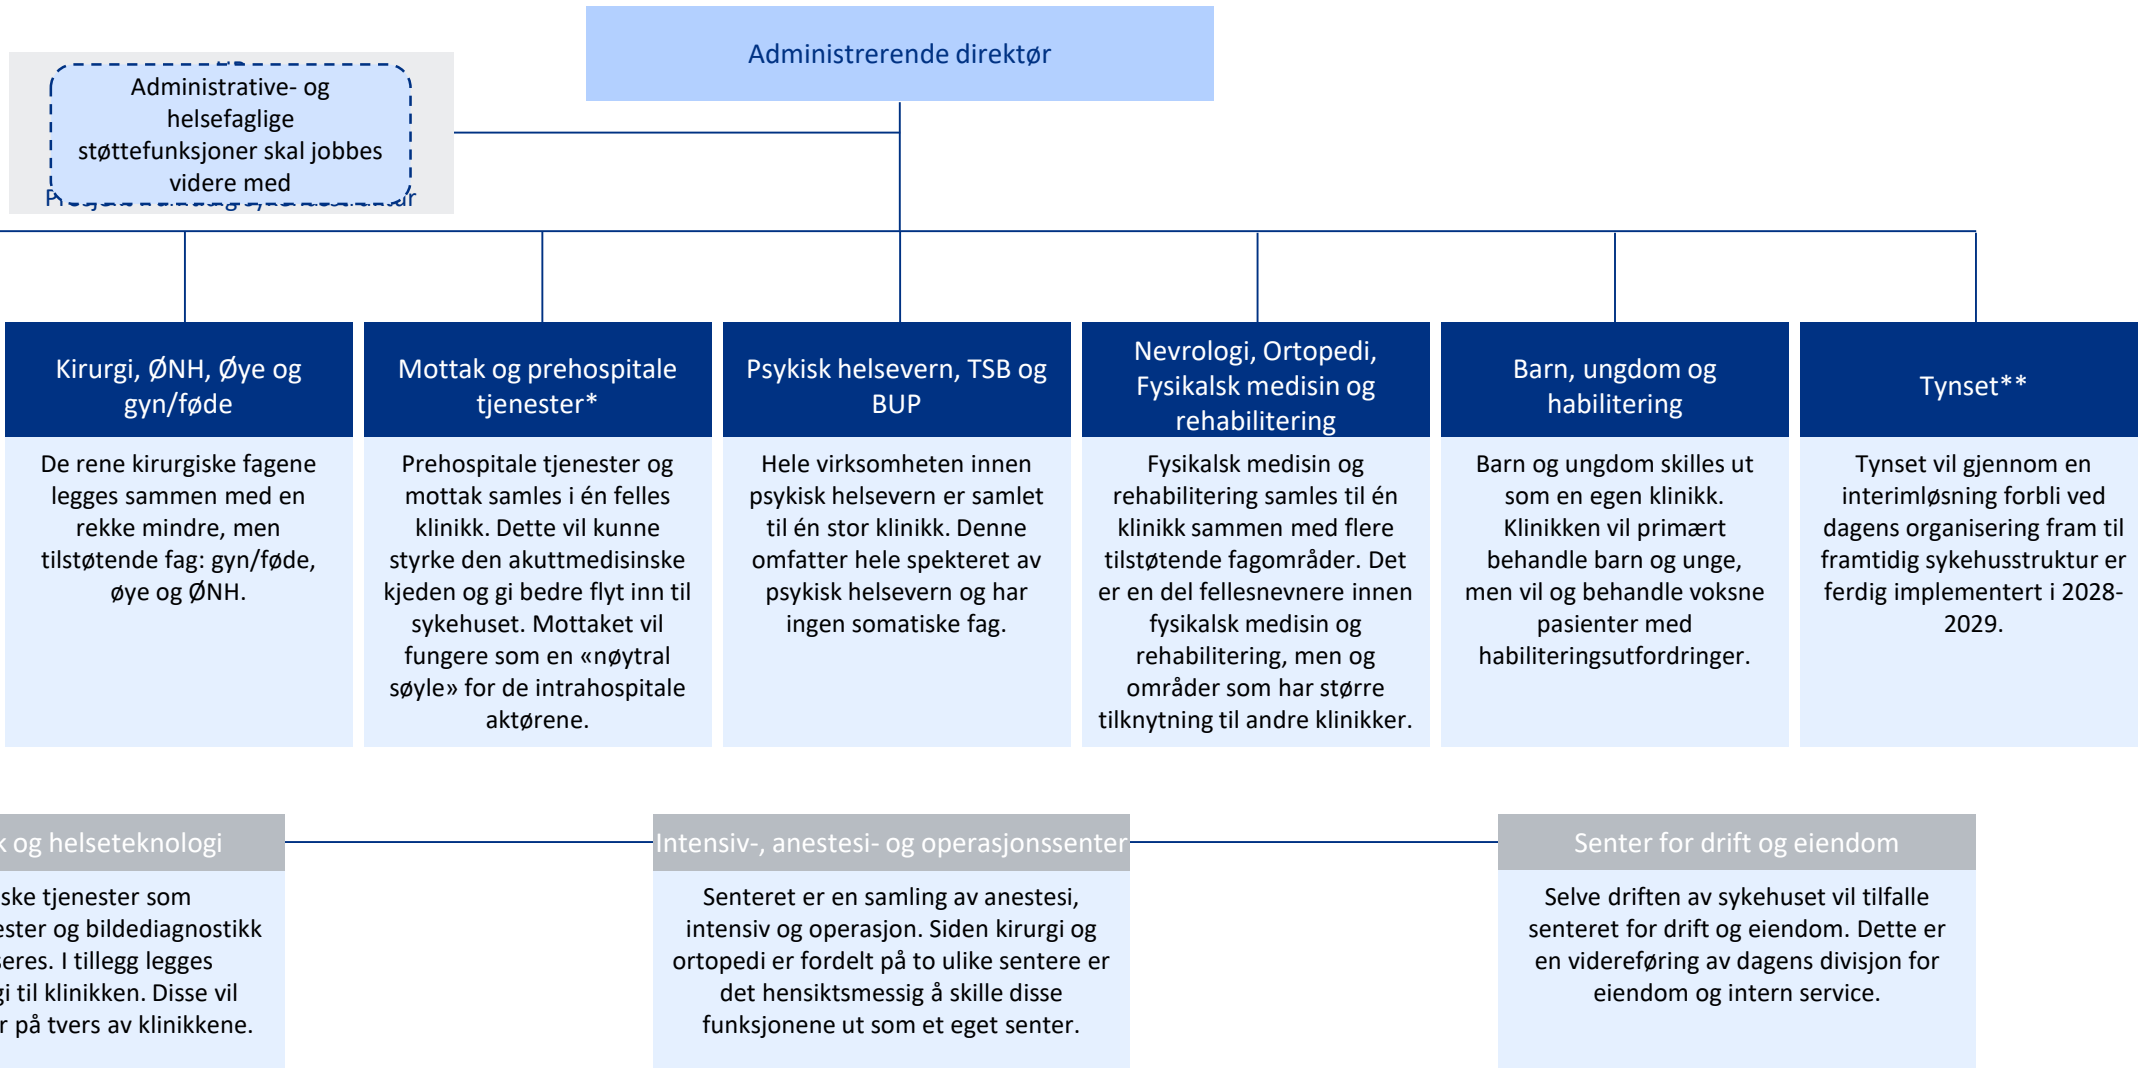 Administrerende direktør
Administrative- og
helsefaglige
støttefunksjoner skal jobbes
videre med
Kirurgi, ØNH, Øye og
gyn/føde
De rene kirurgiske fagene
legges sammen med en
rekke mindre, men
tilstøtende fag: gyn/føde,
øye og ØNH.
Mottak og prehospitale
tjenester*
Prehospitale tjenester og
mottak samles i én felles
klinikk. Dette vil kunne
styrke den akuttmedisinske
kjeden og gi bedre flyt inn til
sykehuset. Mottaket vil
fungere som en «nøytral
søyle» for de intrahospitale
aktørene.
Psykisk helsevern, TSB og
BUP
Hele virksomheten innen
psykisk helsevern er samlet
til én stor klinikk. Denne
omfatter hele spekteret av
psykisk helsevern og har
ingen somatiske fag.
Nevrologi, Ortopedi,
Fysikalsk medisin og
rehabilitering
Fysikalsk medisin og
rehabilitering samles til én
klinikk sammen med flere
tilstøtende fagområder. Det
er en del fellesnevnere innen
fysikalsk medisin og
rehabilitering, men og
områder som har større
tilknytning til andre klinikker.
Barn, ungdom og
habilitering
Barn og ungdom skilles ut
som en egen klinikk.
Klinikken vil primært
behandle barn og unge,
men vil og behandle voksne
pasienter med
habiliteringsutfordringer.
Tynset**
Tynset vil gjennom en
interimløsning forbli ved
dagens organisering fram til
framtidig sykehusstruktur er
ferdig implementert i 2028-
2029.
k og helseteknologi
ske tjenester som
ester og bildediagnostikk
seres. I tillegg legges
gi til klinikken. Disse vil
r på tvers av klinikkene.
Intensiv-, anestesi- og operasjonssenter
Senteret er en samling av anestesi,
intensiv og operasjon. Siden kirurgi og
ortopedi er fordelt på to ulike sentere er
det hensiktsmessig å skille disse
funksjonene ut som et eget senter.
Senter for drift og eiendom
Selve driften av sykehuset vil tilfalle
senteret for drift og eiendom. Dette er
en videreføring av dagens divisjon for
eiendom og intern service.